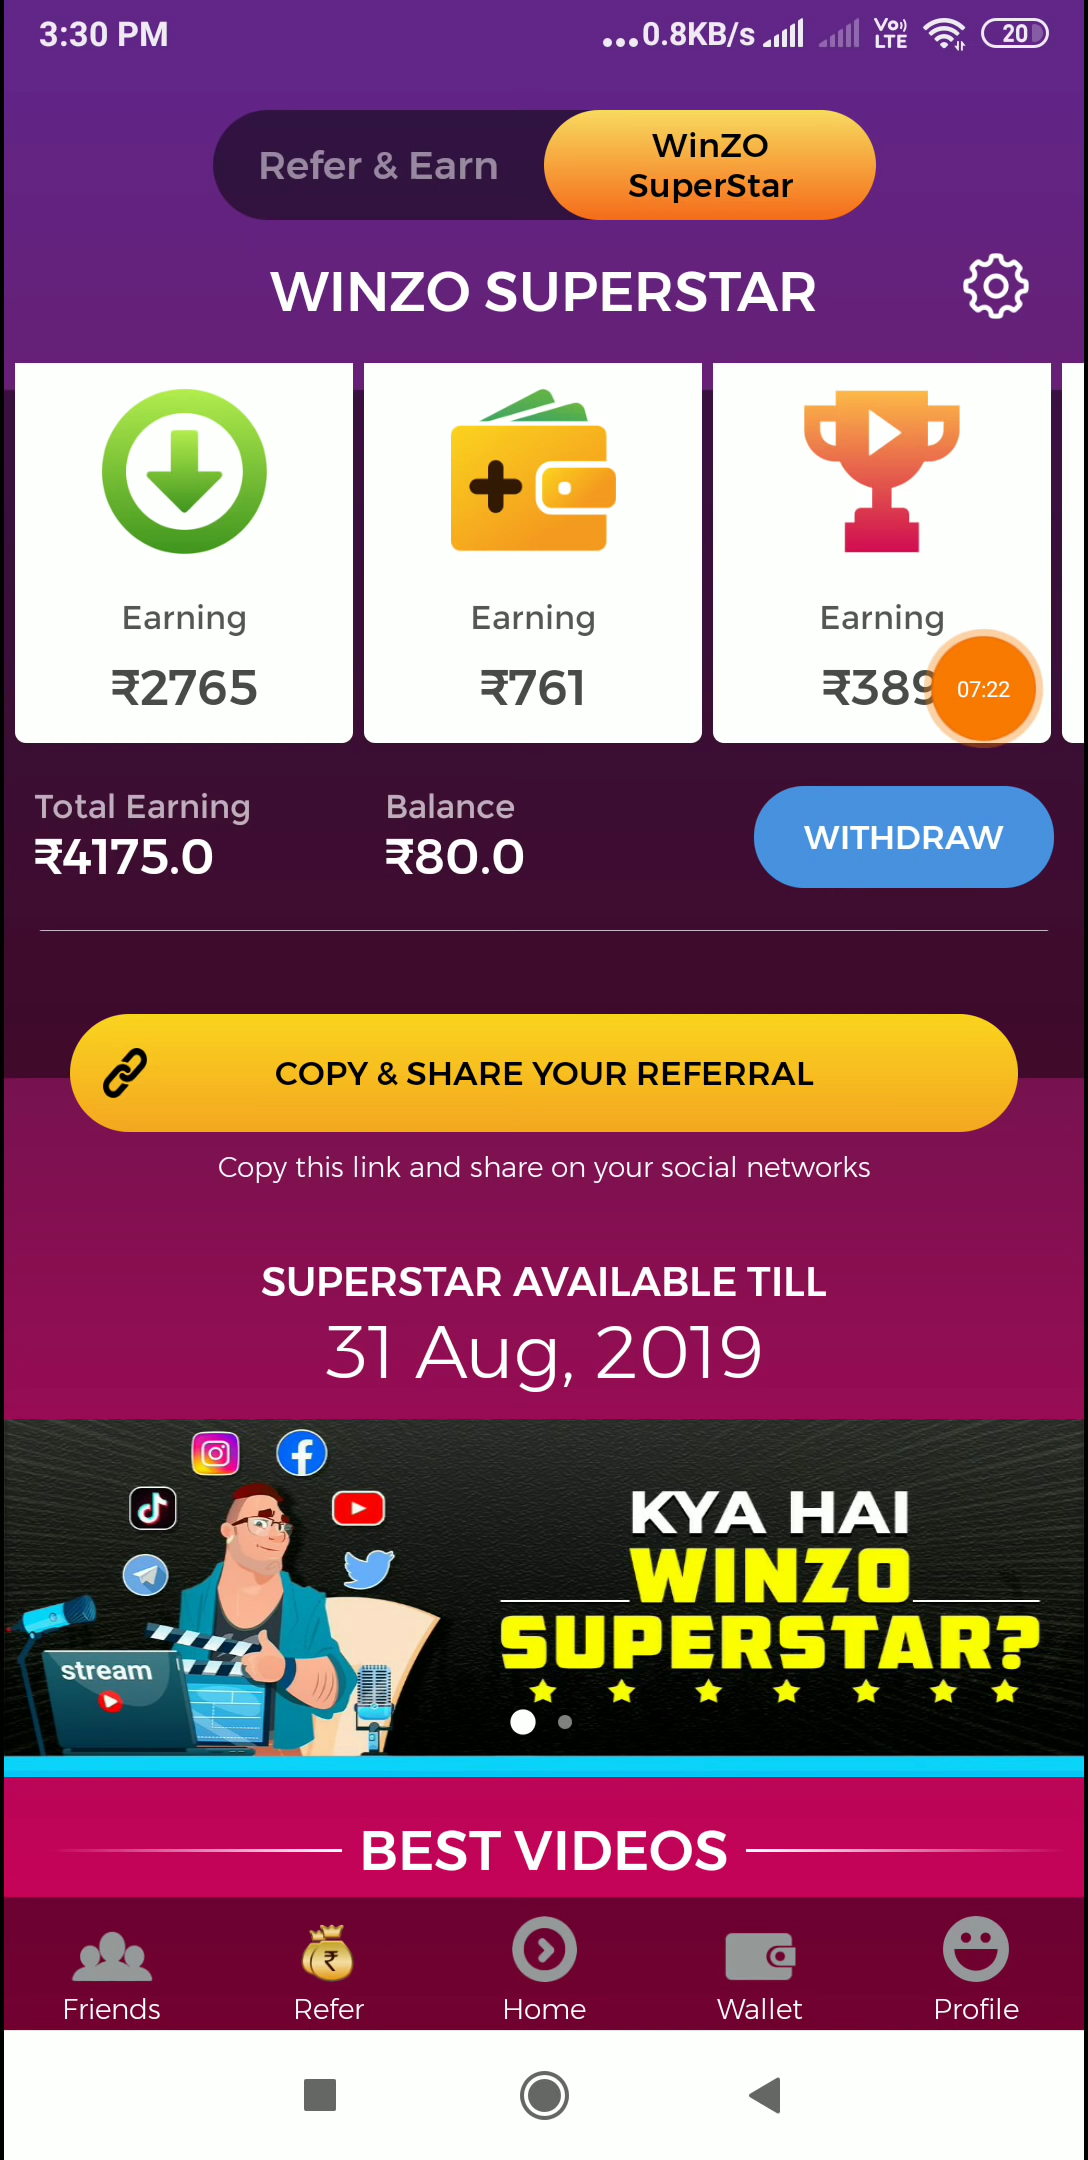 3:30 PM
...0.8KB/s
Vo))
LTE
20
Refer & Earn
WinZO
SuperStar
WINZO SUPERSTAR
Earning
₹2765
Earning
₹761
Earning
₹389
07:22
Total Earning
₹4175.0
Balance
₹80.0
WITHDRAW
COPY & SHARE YOUR REFERRAL
Copy this link and share on your social networks
SUPERSTAR AVAILABLE TILL
31 Aug, 2019
KYA HAI
WINZO
SUPERSTAR?
stream
BEST VIDEOS
Friends
Refer
Home
Wallet
Profile